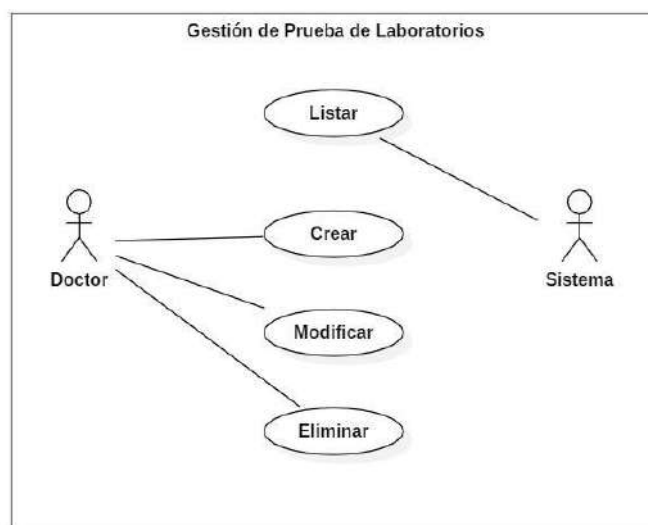 Gestión de Prueba de Laboratorios
Listar
Crear
Doctor
Sistema
Modificar
Eliminar